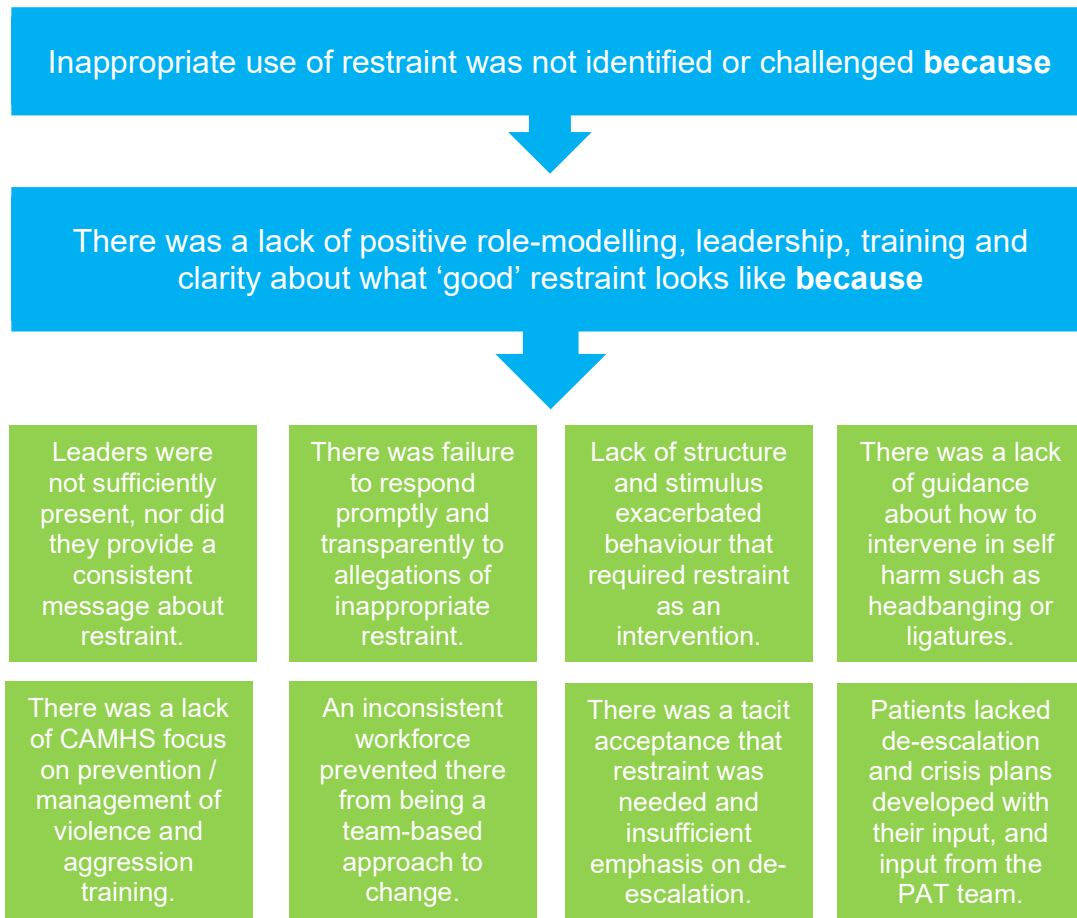 Inappropriate use of restraint was not identified or challenged because
There was a lack of positive role-modelling, leadership, training and
clarity about what ‘good’ restraint looks like because
Leaders were
not sufficiently
present, nor did
they provide a
consistent
message about
restraint.
There was failure
to respond
promptly and
transparently to
allegations of
inappropriate
restraint.
Lack of structure
and stimulus
exacerbated
behaviour that
required restraint
as an
intervention.
There was a lack
of guidance
about how to
intervene in self
harm such as
headbanging or
ligatures.
There was a lack
of CAMHS focus
on prevention /
management of
violence and
aggression
training.
An inconsistent
workforce
prevented there
from being a
team-based
approach to
change.
There was a tacit
acceptance that
restraint was
needed and
insufficient
emphasis on de-
escalation.
Patients lacked
de-escalation
and crisis plans
developed with
their input, and
input from the
PAT team.